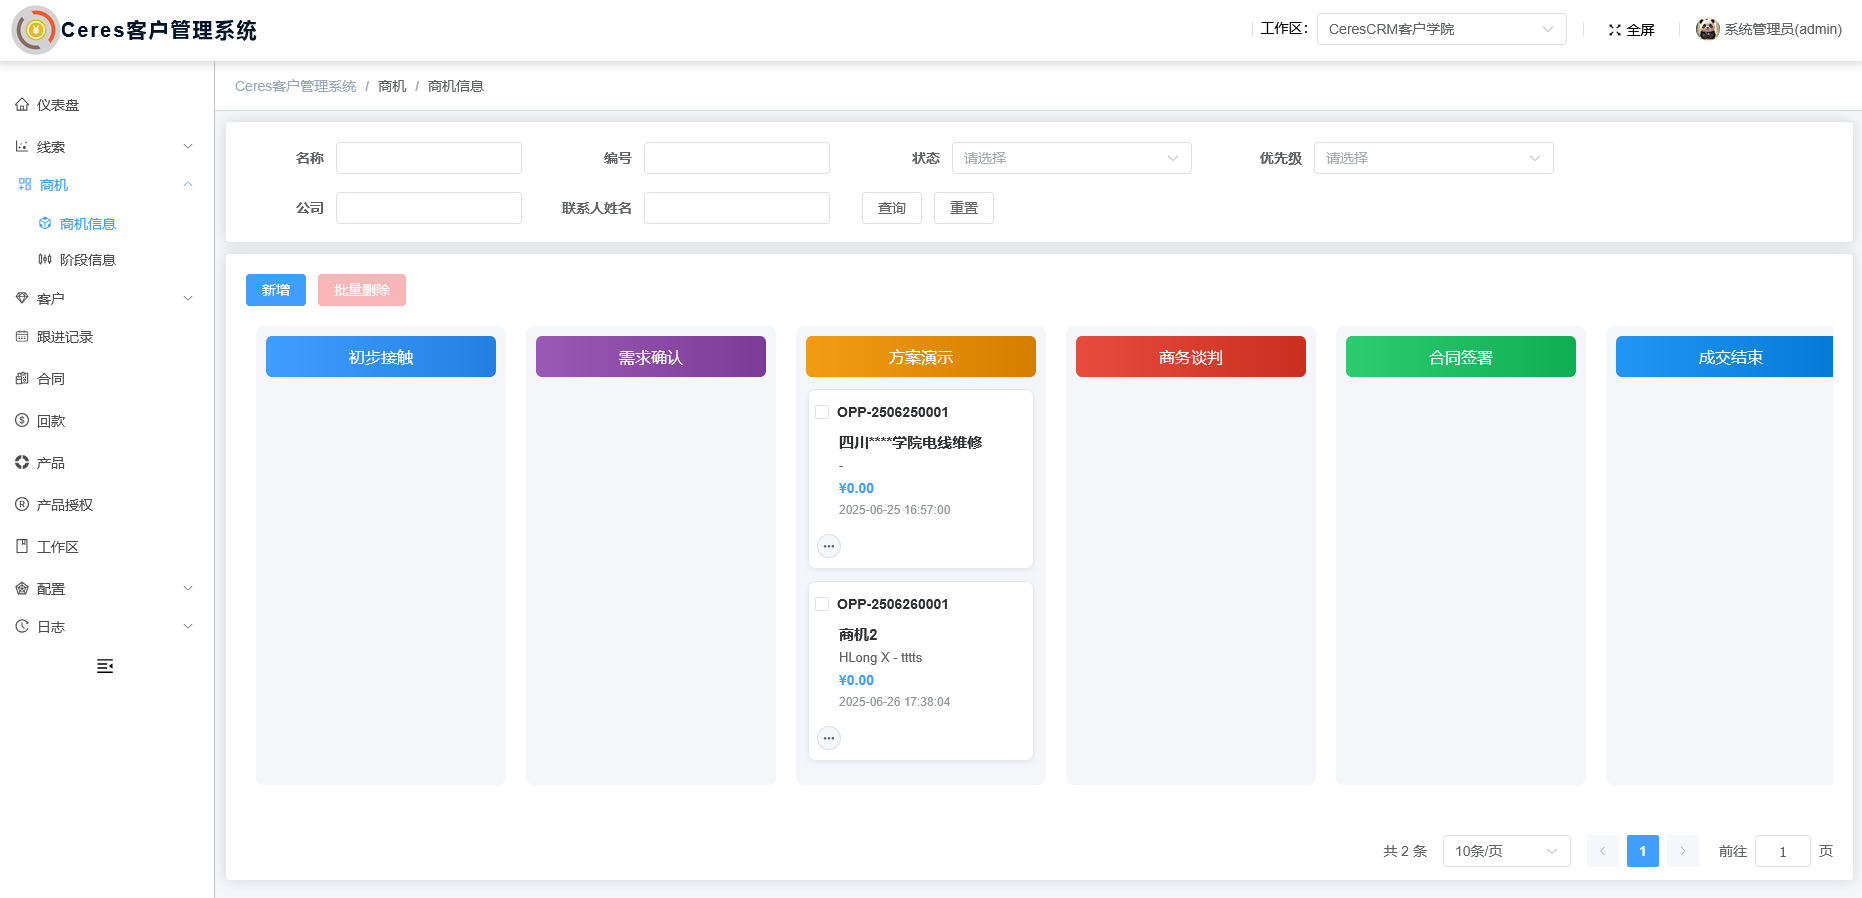 Ceres客户管理系统
工作区：
CeresCRM客户学院
全屏
系统管理员(admin)
仪表盘
线索
商机
商机信息
阶段信息
客户
跟进记录
合同
回款
产品
产品授权
工作区
配置
日志
Ceres客户管理系统 / 商机 / 商机信息
名称
编号
状态
请选择
优先级
请选择
公司
联系人姓名
查询
重置
新增
批量删除
初步接触
需求确认
方案演示
OPP-2506250001
四川****学院电线维修
-
¥0.00
2025-06-25 16:57:00
OPP-2506260001
商机2
HLong X - tttts
¥0.00
2025-06-26 17:38:04
商务谈判
合同签署
成交结束
共 2 条
10条/页
1
前往
1
页